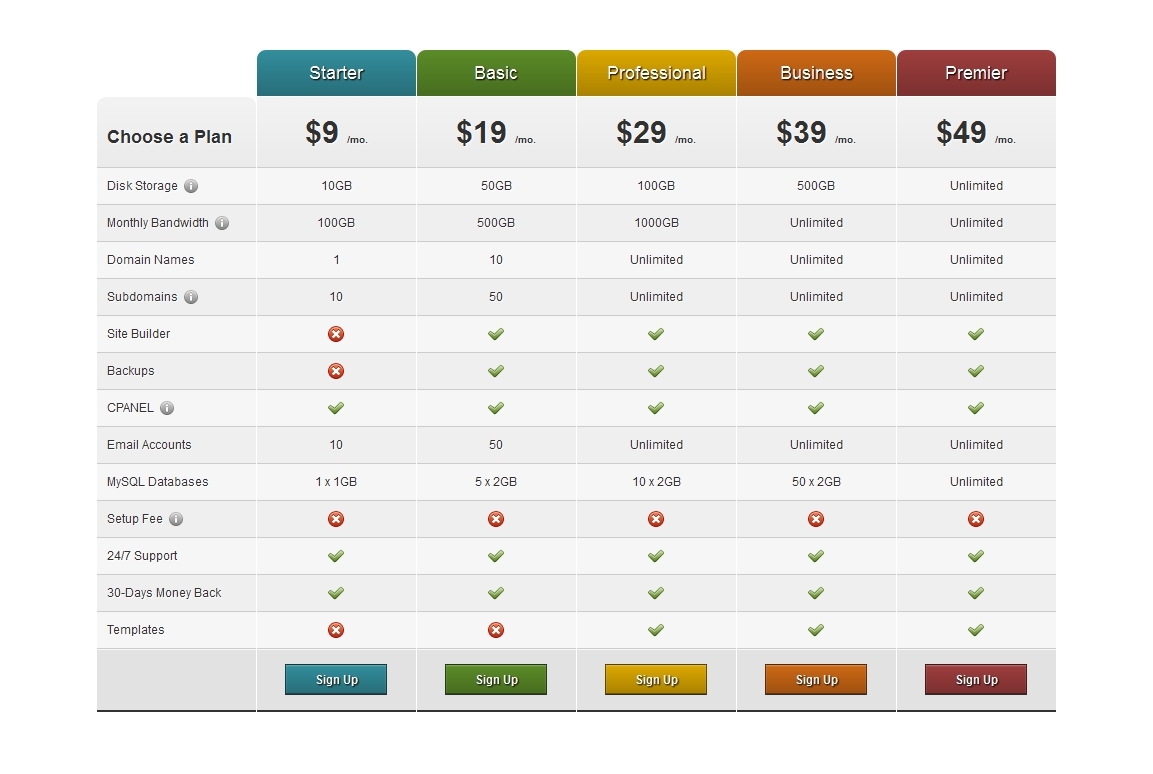 Starter Basic Professional Business Premier
Choose a Plan $9 /mo. $19 /mo. $29 /mo. $39 /mo. $49 /mo.
Disk Storage 10GB 50GB 100GB 500GB Unlimited
Monthly Bandwidth 100GB 500GB 1000GB Unlimited Unlimited
Domain Names 1 10 Unlimited Unlimited Unlimited
Subdomains 10 50 Unlimited Unlimited Unlimited
Site Builder
Backups
CPANEL
Email Accounts 10 50 Unlimited Unlimited Unlimited
MySQL Databases 1 x 1GB 5 x 2GB 10 x 2GB 50 x 2GB Unlimited
Setup Fee
24/7 Support
30-Days Money Back
Templates
Sign Up Sign Up Sign Up Sign Up Sign Up